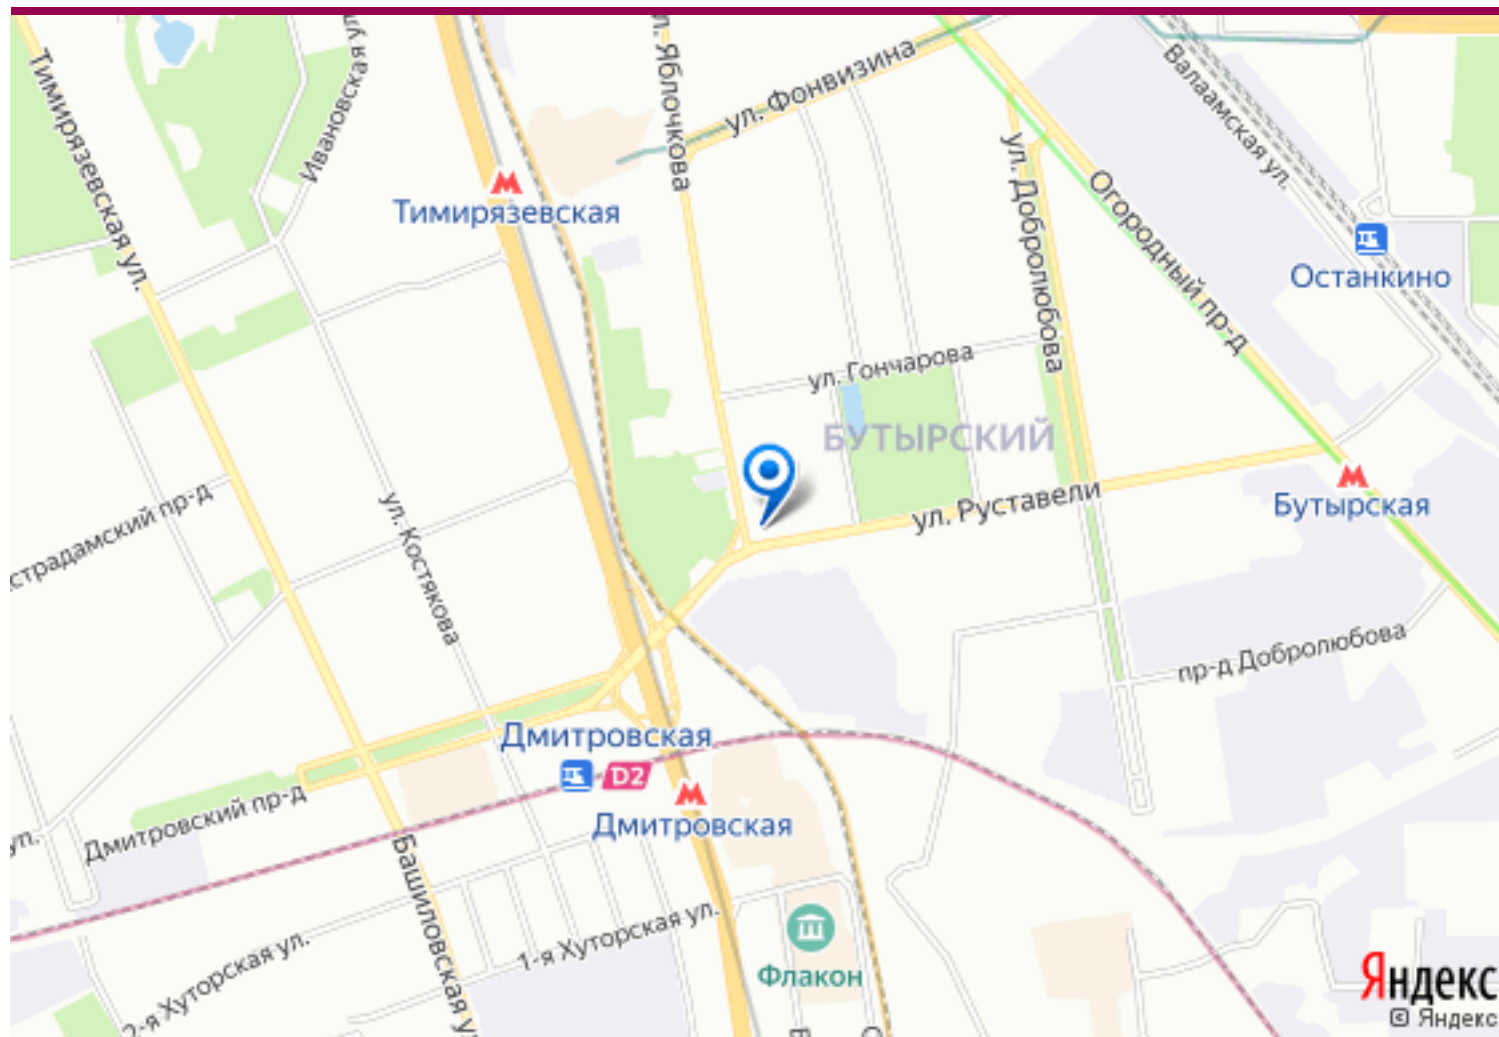 Тимирязевская ул.
Ивановская ул
ул. Яблочкова
ул. Фонвизина
Валаамская ул.
М
Тимирязевская
ул. Добролюбова
Огородный пр-д
Останкино
ул. Гончарова
БУТЫРСКИЙ
М
Бутырская
ул. Руставели
страдамский пр-д
ул. Костякова
пр-д Добролюбова
Дмитровская
D2
М
Дмитровская
Дмитровский пр-д
ул.
Башиловская у
2-я Хуторская ул.
1-я Хуторская ул.
Флакон
Яндекс
© Яндекс